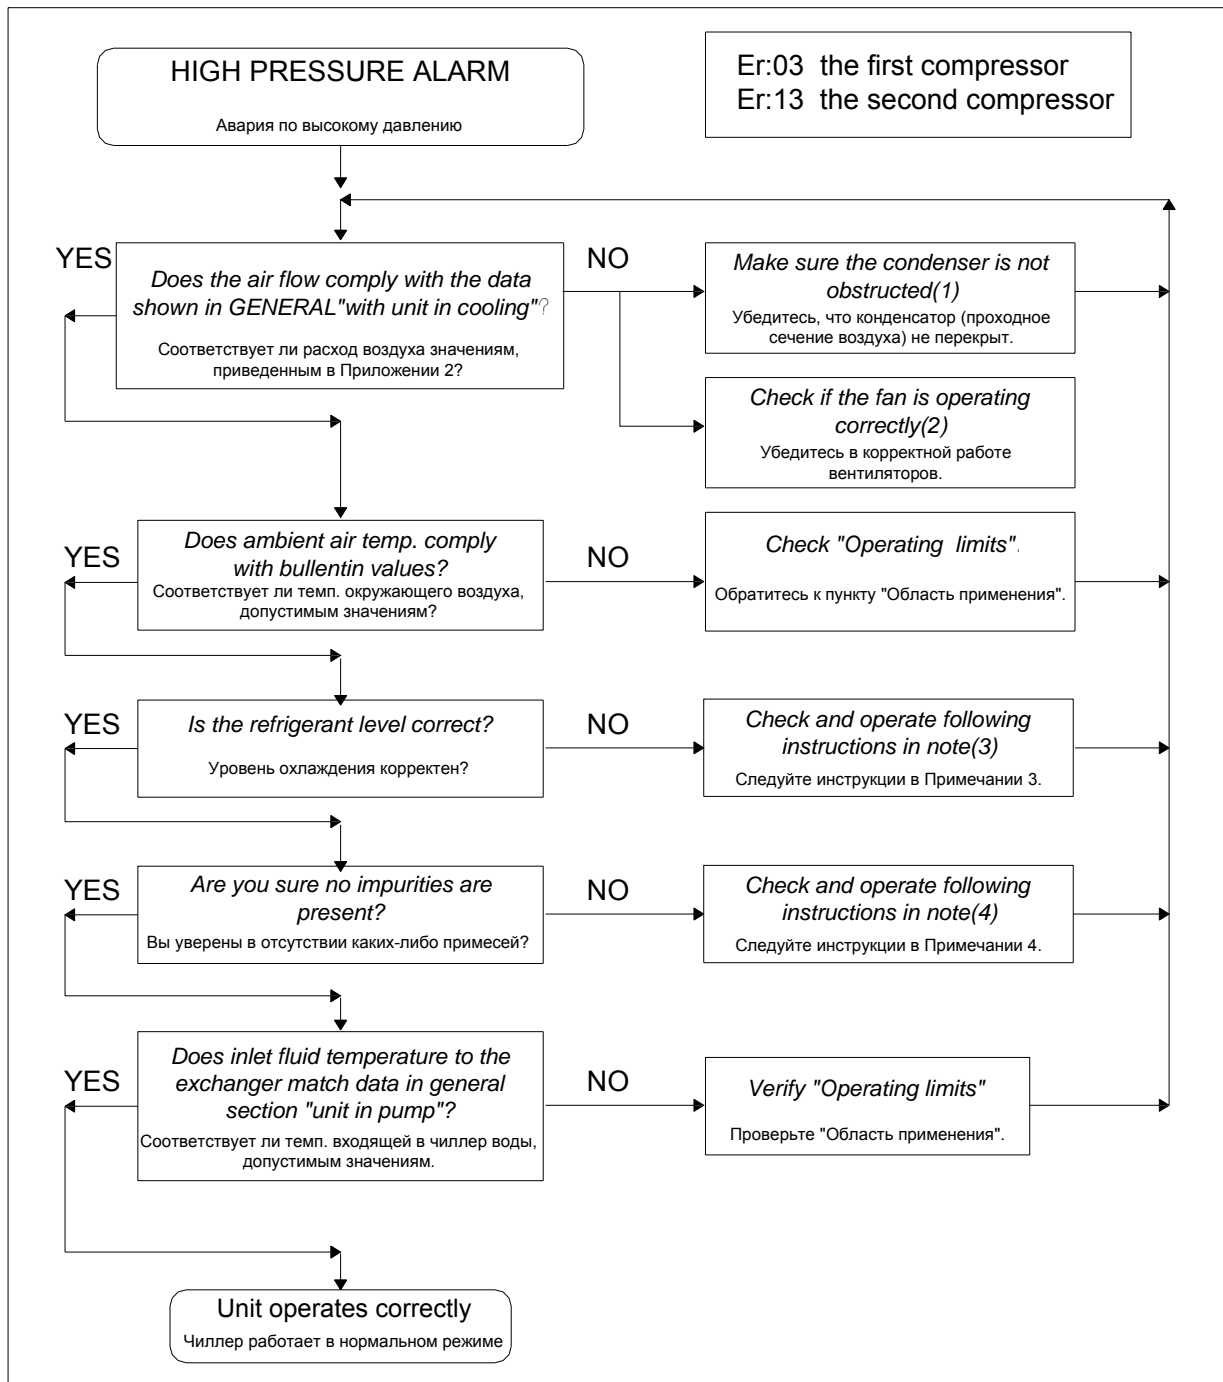 HIGH PRESSURE ALARM
Авария по высокому давлению
Er:03 the first compressor
Er:13 the second compressor
YES
Does the air flow comply with the data
shown in GENERAL"with unit in cooling"?
Соответствует ли расход воздуха значениям,
приведенным в Приложении 2?
NO
Make sure the condenser is not
obstructed(1)
Убедитесь, что конденсатор (проходное
сечение воздуха) не перекрыт.
Check if the fan is operating
correctly(2)
Убедитесь в корректной работе
вентиляторов.
YES
Does ambient air temp. comply
with bullentin values?
Соответствует ли темп. окружающего воздуха,
допустимым значениям?
NO
Check "Operating limits".
Обратитесь к пункту "Область применения".
YES
Is the refrigerant level correct?
Уровень охлаждения корректен?
NO
Check and operate following
instructions in note(3)
Следуйте инструкции в Примечании 3.
YES
Are you sure no impurities are
present?
Вы уверены в отсутствии каких-либо примесей?
NO
Check and operate following
instructions in note(4)
Следуйте инструкции в Примечании 4.
YES
Does inlet fluid temperature to the
exchanger match data in general
section "unit in pump"?
Соответствует ли темп. входящей в чиллер воды,
допустимым значениям.
NO
Verify "Operating limits"
Проверьте "Область применения".
Unit operates correctly
Чиллер работает в нормальном режиме